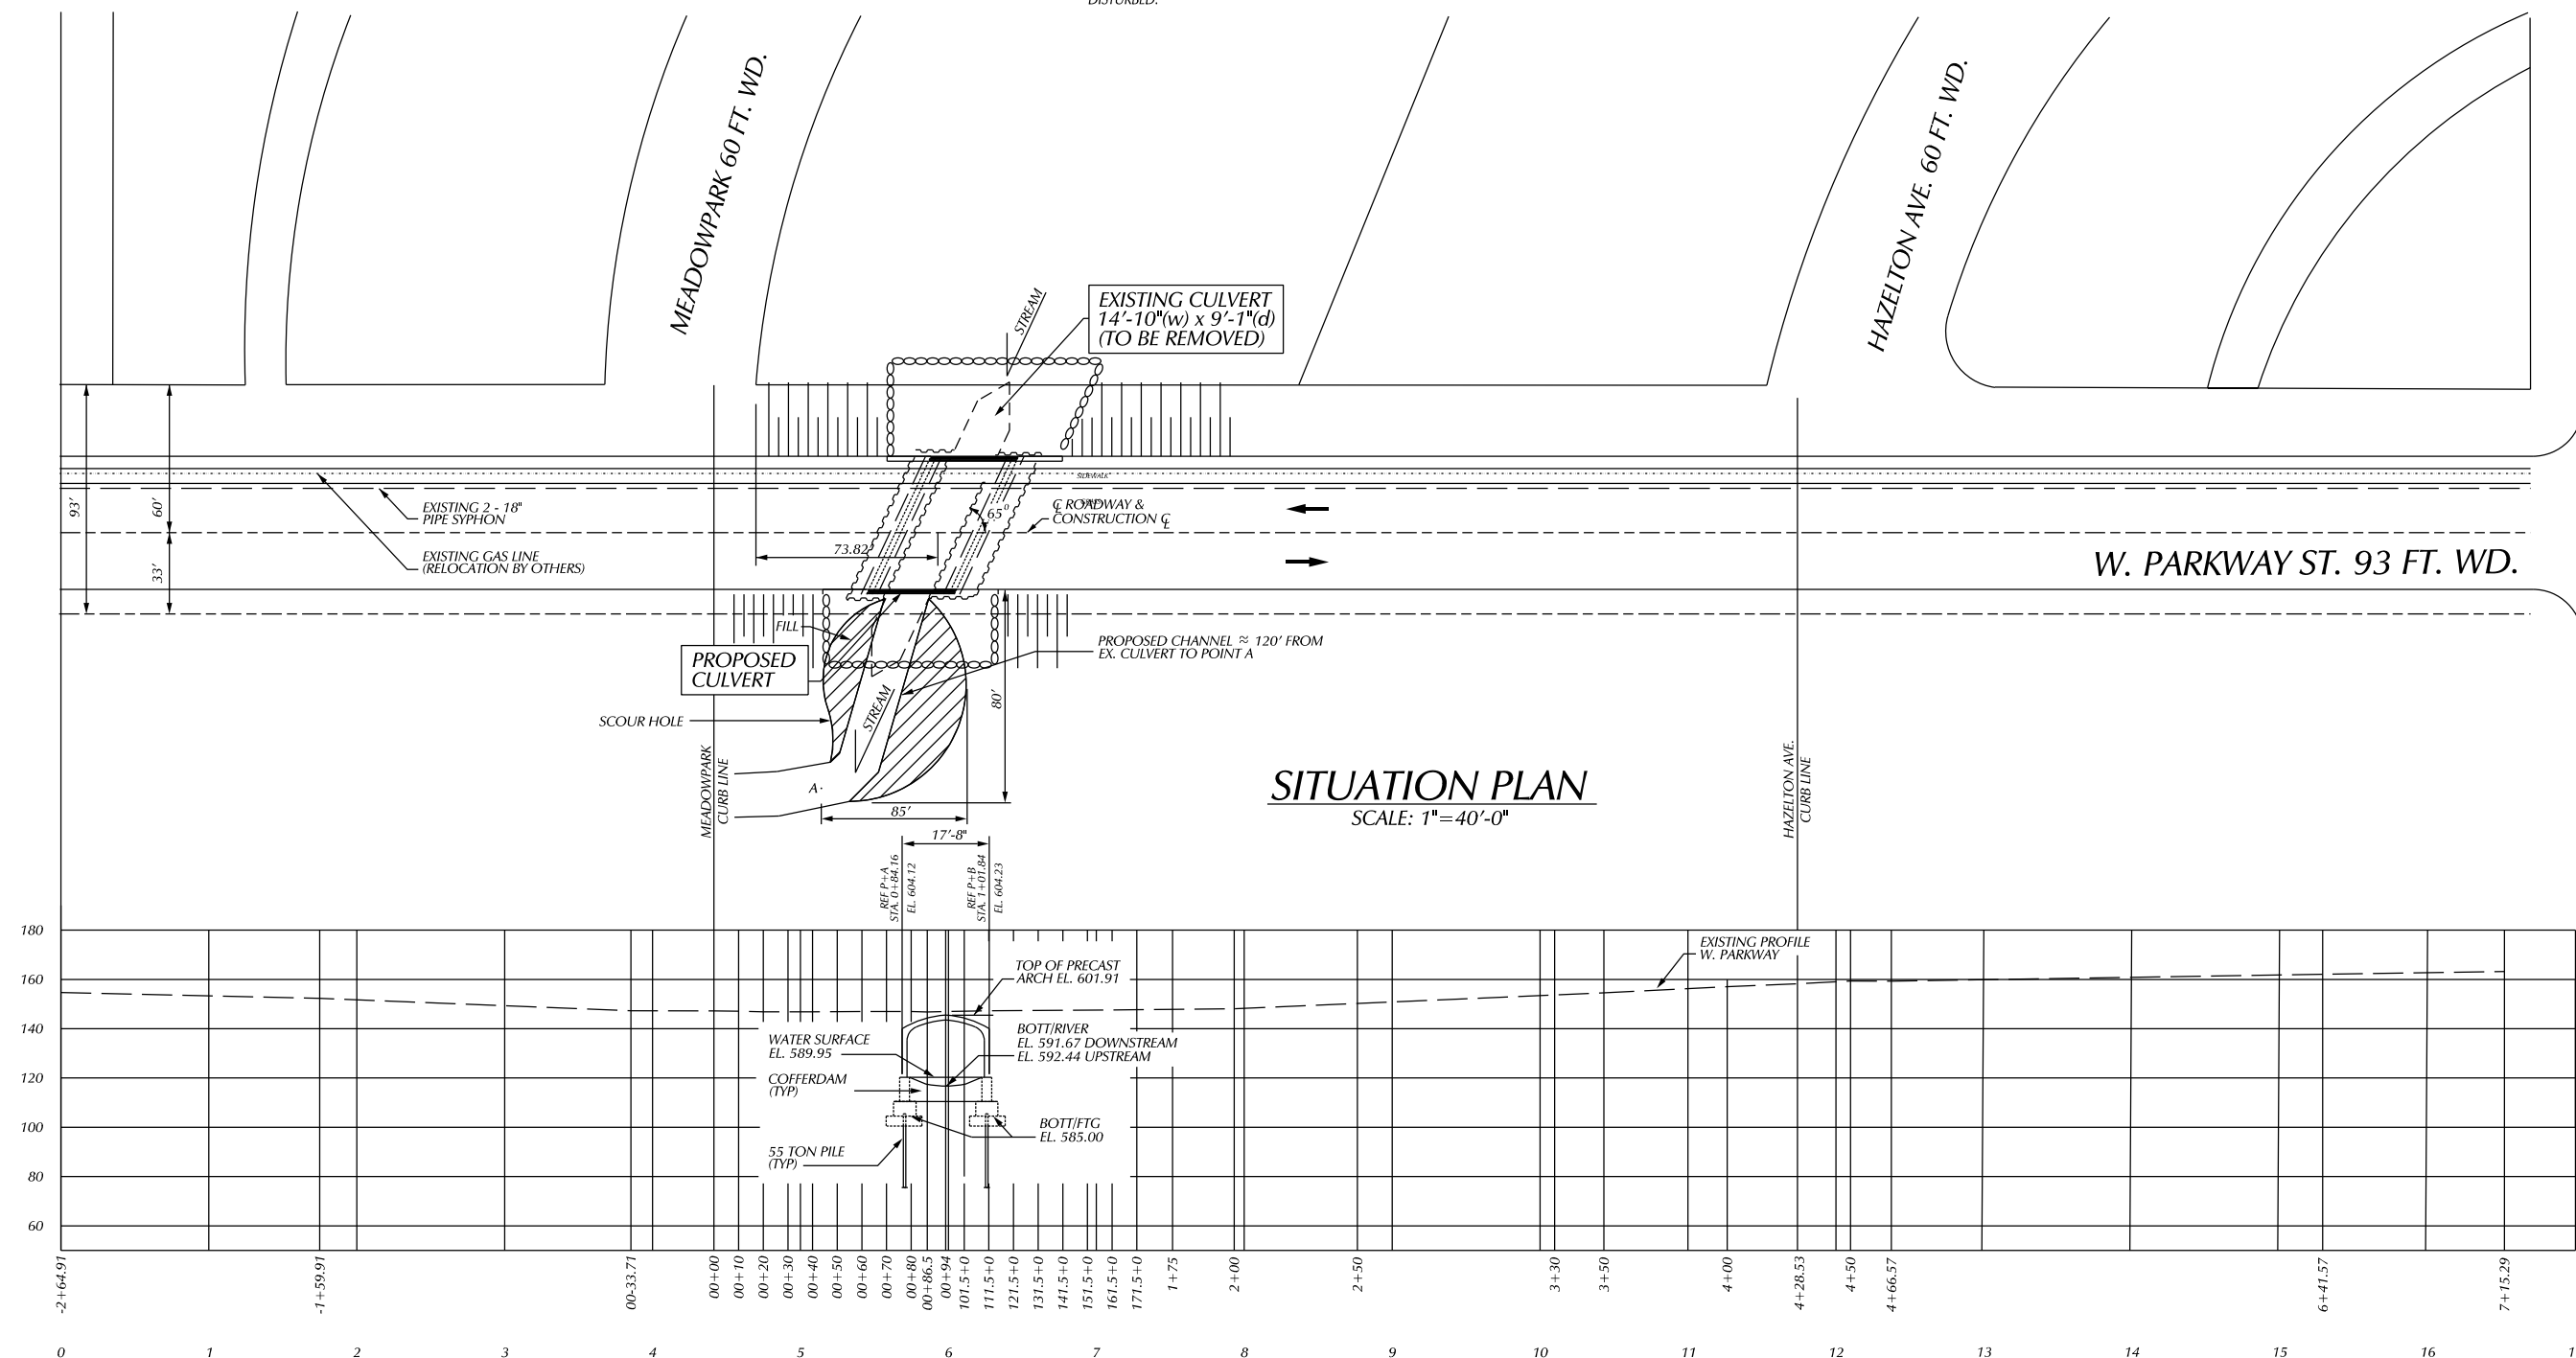 DISTURBED.
MEADOWPARK 60 FT. WD.
HAZELTON AVE. 60 FT. WD.
STREAM
EXISTING CULVERT
14'-10"(w) x 9'-1"(d)
(TO BE REMOVED)
93'
60'
33'
EXISTING 2 - 18"
PIPE SYPHON
EXISTING GAS LINE
(RELOCATION BY OTHERS)
SIDEWALK
65°
℄ ROADWAY &
CONSTRUCTION ℄
73.82'
W. PARKWAY ST. 93 FT. WD.
FILL
PROPOSED
CULVERT
PROPOSED CHANNEL ≈ 120' FROM
EX. CULVERT TO POINT A
80'
STREAM
SCOUR HOLE
MEADOWPARK
CURB LINE
A
85'
17'-8"
SITUATION PLAN
SCALE: 1"=40'-0"
HAZELTON AVE.
CURB LINE
REF P+A
STA. 0+84.16
EL. 604.12
REF P+B
STA. 1+01.84
EL. 604.23
180
160
140
120
100
80
60
EXISTING PROFILE
W. PARKWAY
TOP OF PRECAST
ARCH EL. 601.91
WATER SURFACE
EL. 589.95
BOTT/RIVER
EL. 591.67 DOWNSTREAM
EL. 592.44 UPSTREAM
COFFERDAM
(TYP)
BOTT/FTG
EL. 585.00
55 TON PILE
(TYP)
-2+64.91
-1+59.91
00-33.71
00+00
00+10
00+20
00+30
00+40
00+50
00+60
00+70
00+80
00+86.5
00+94
101.5+0
111.5+0
121.5+0
131.5+0
141.5+0
151.5+0
161.5+0
171.5+0
1+75
2+00
2+50
3+30
3+50
4+00
4+28.53
4+50
4+66.57
6+41.57
7+15.29
0 1 2 3 4 5 6 7 8 9 10 11 12 13 14 15 16